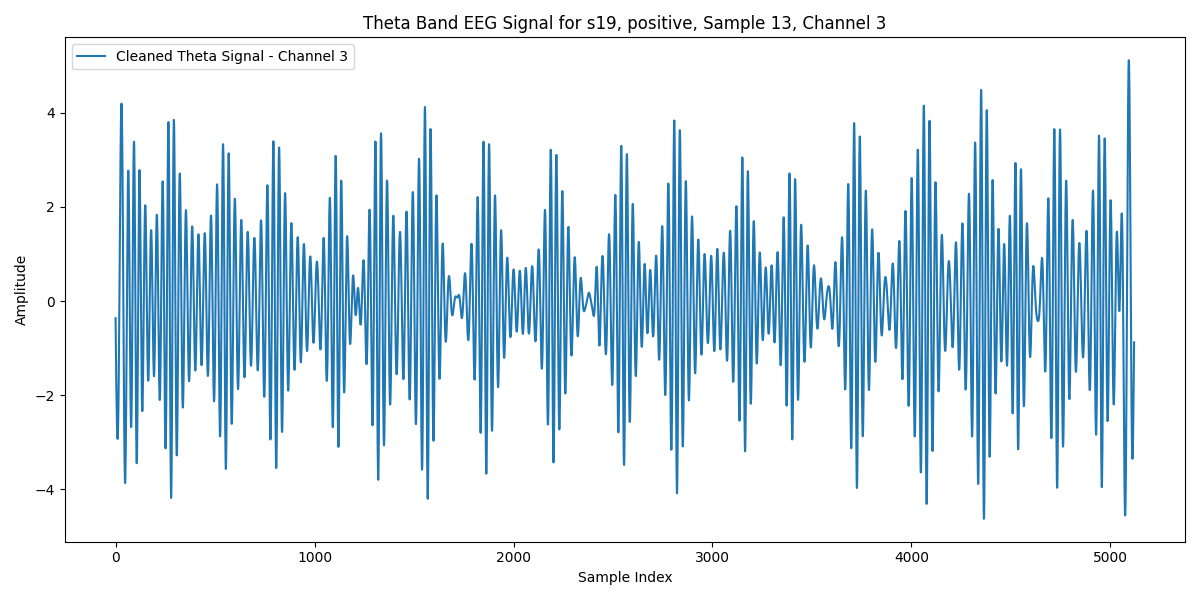 Theta Band EEG Signal for s19, positive, Sample 13, Channel 3
Cleaned Theta Signal - Channel 3
Amplitude
4
2
0
−2
−4
0 1000 2000 3000 4000 5000
Sample Index